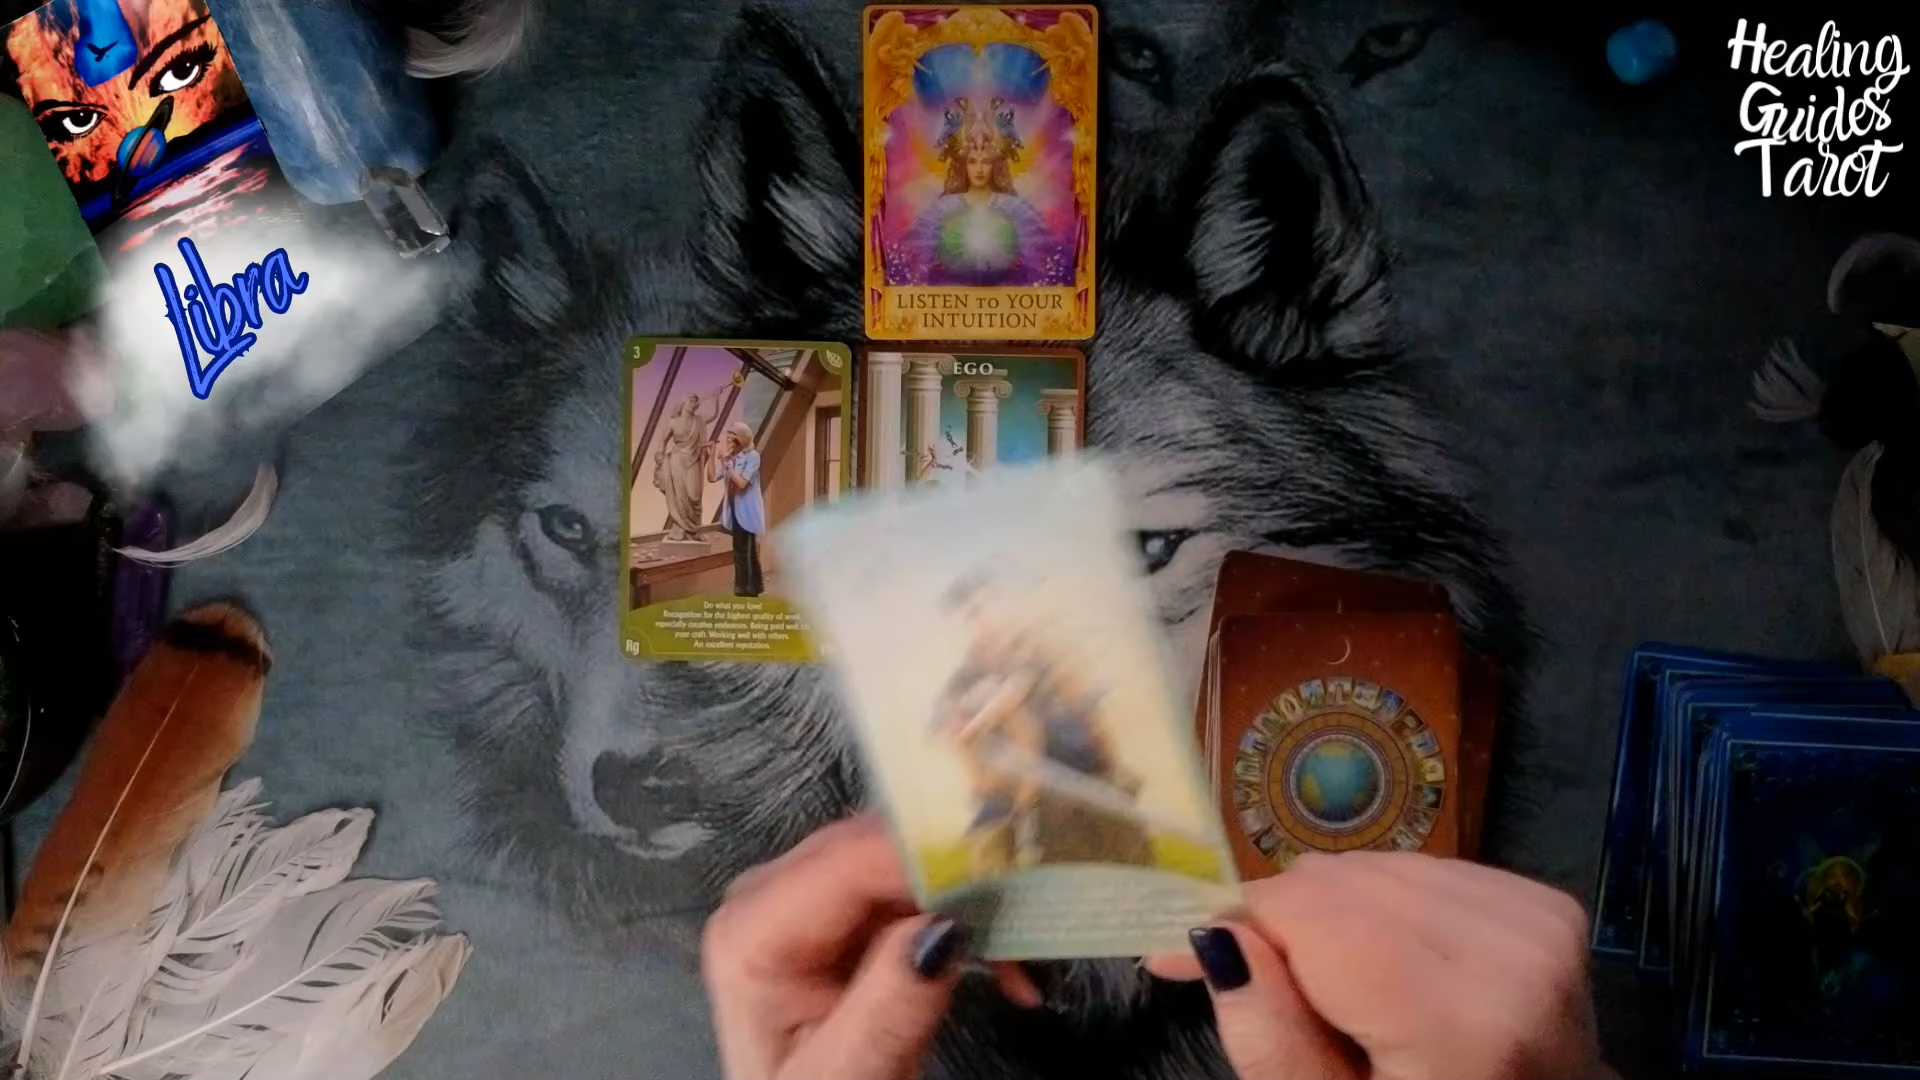 Healing
Guides
Tarot
Libra
LISTEN TO YOUR
INTUITION
3
EGO
Do what you love!
Recognition for the highest quality of work,
especially creative endeavors. Being paid well
your craft. Working well with others.
An excellent reputation.
Rg